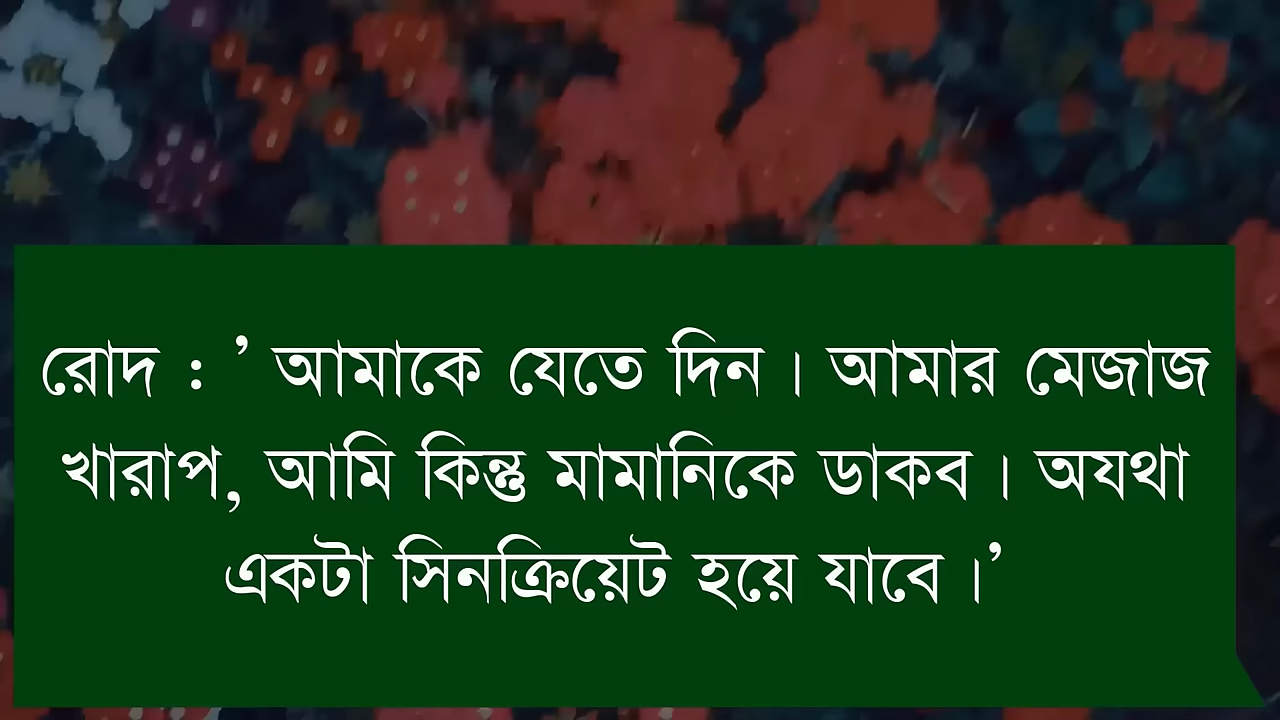 রোদ : ’ আমাকে যেতে দিন । আমার মেজাজ
খারাপ, আমি কিন্তু মামানিকে ডাকব । অযথা
একটা সিনক্রিয়েট হয়ে যাবে ।’